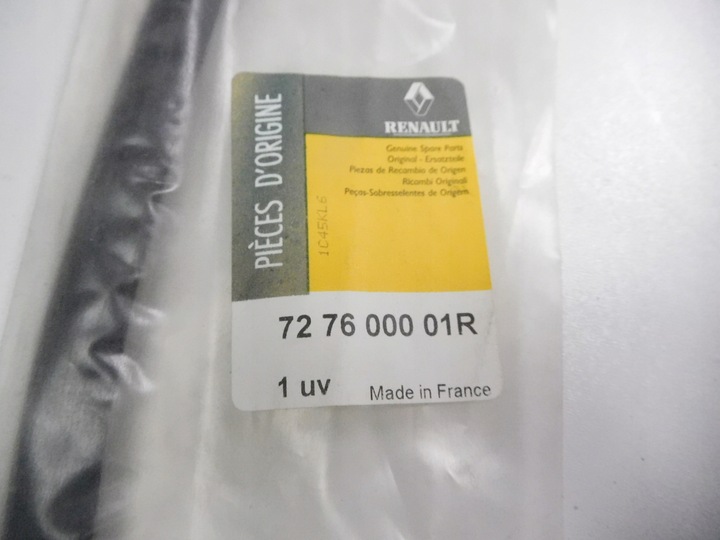 PIÈCES D'ORIGINE
RENAULT
Genuine Spare Parts
Original - Ersatzteile
Piezas de Recambio de Origen
Ricambi Originali
Peças-Sobresselentes de Origem
1C45KL6
72 76 000 01R
1 uv
Made in France